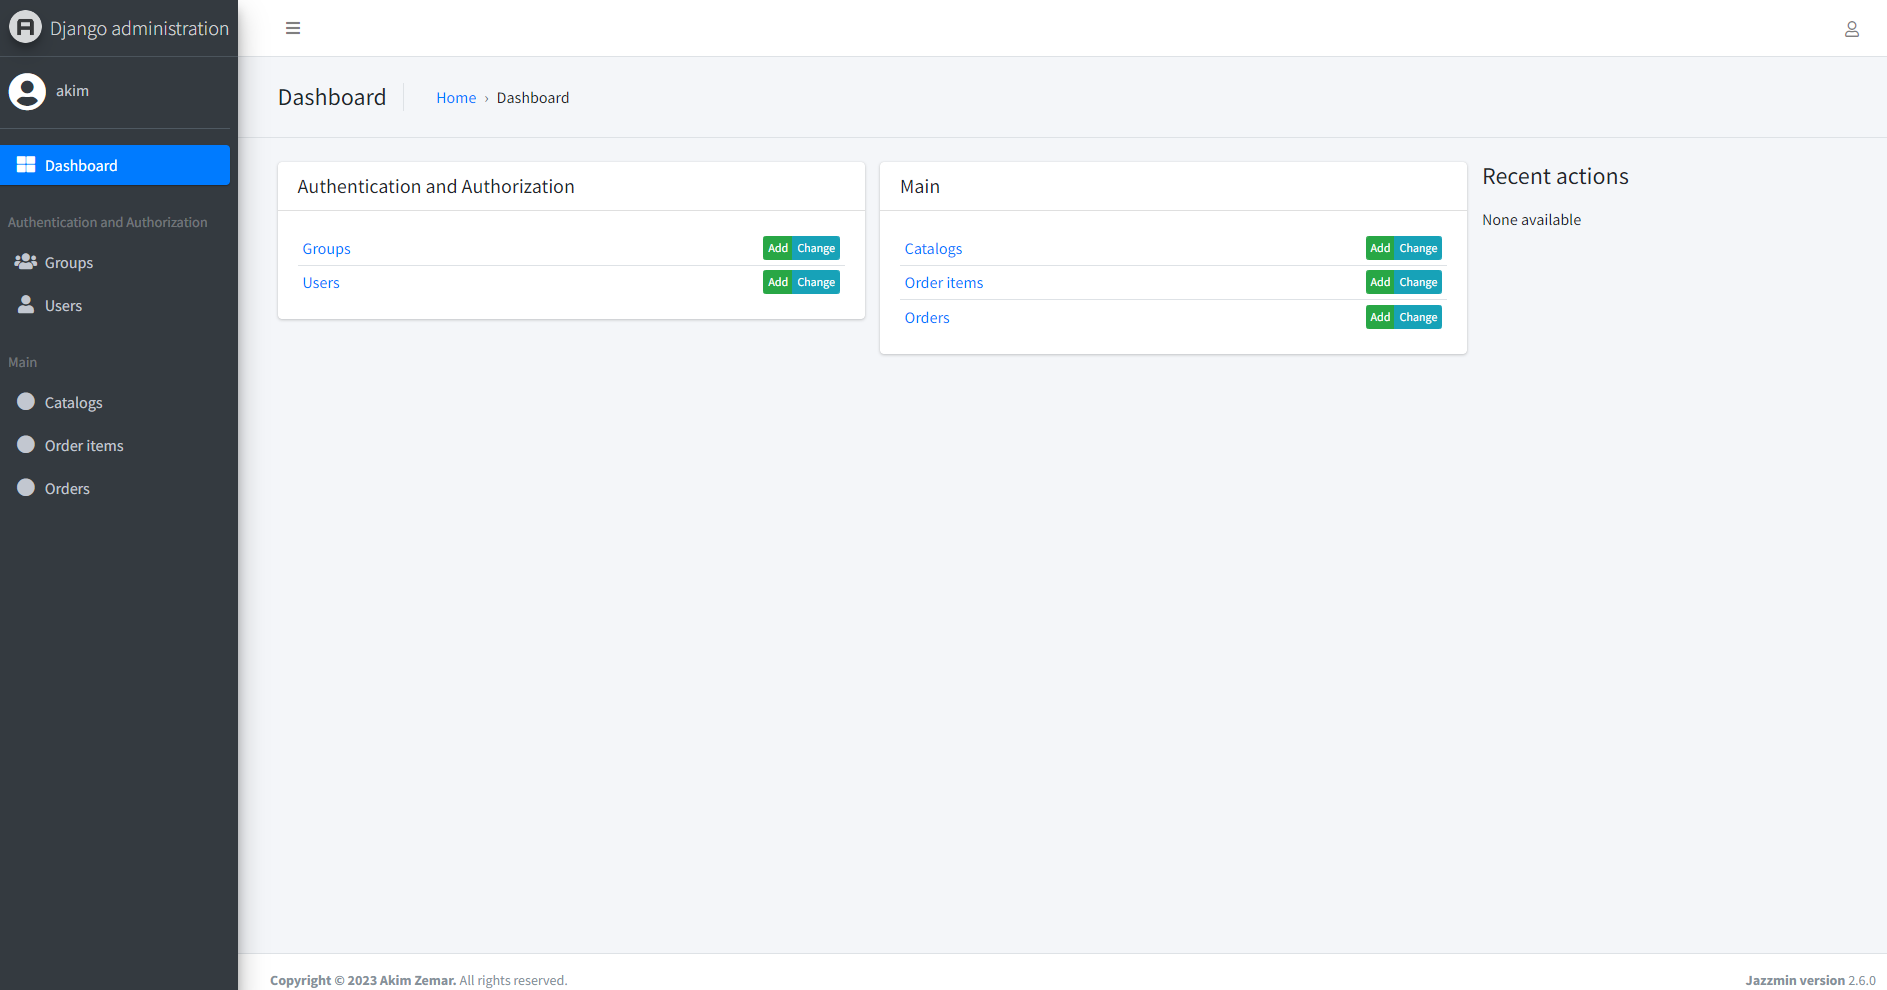 A Django administration
akim
Dashboard
Authentication and Authorization
Groups
Users
Main
Catalogs
Order items
Orders
Dashboard
Home › Dashboard
Authentication and Authorization
Groups Add Change
Users Add Change
Main
Catalogs Add Change
Order items Add Change
Orders Add Change
Recent actions
None available
Copyright © 2023 Akim Zemar. All rights reserved.
Jazzmin version 2.6.0